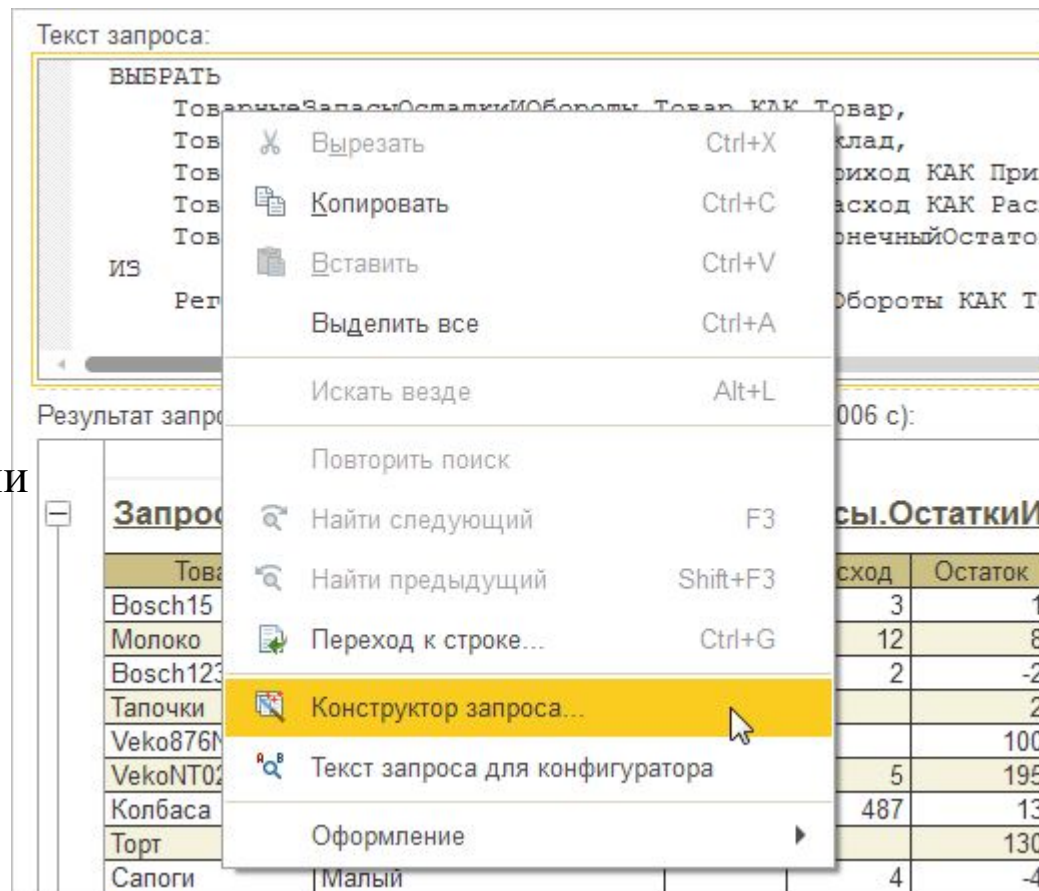 Текст запроса:
ВЫБРАТЬ
ТоварныеЗапасыОстаткиИОбороты.Товар КАК Товар,
Тов клад,
Тов риход КАК При
Тов асход КАК Рас
Тов онечныйОстато
ИЗ
Рег Обороты КАК Т
Вырезать Ctrl+X
Копировать Ctrl+C
Вставить Ctrl+V
Выделить все Ctrl+A
Искать везде Alt+L
Повторить поиск
Найти следующий F3
Найти предыдущий Shift+F3
Переход к строке... Ctrl+G
Конструктор запроса...
Текст запроса для конфигуратора
Оформление
Результат запро 006 с):
ии
Запрос сы.ОстаткиИ
Това сход Остаток
Bosch15 3 1
Молоко 12 8
Bosch123 2 -2
Тапочки 2
Veko876N 100
VekoNT02 5 195
Колбаса 487 13
Торт 130
Сапоги Малый 4 -4